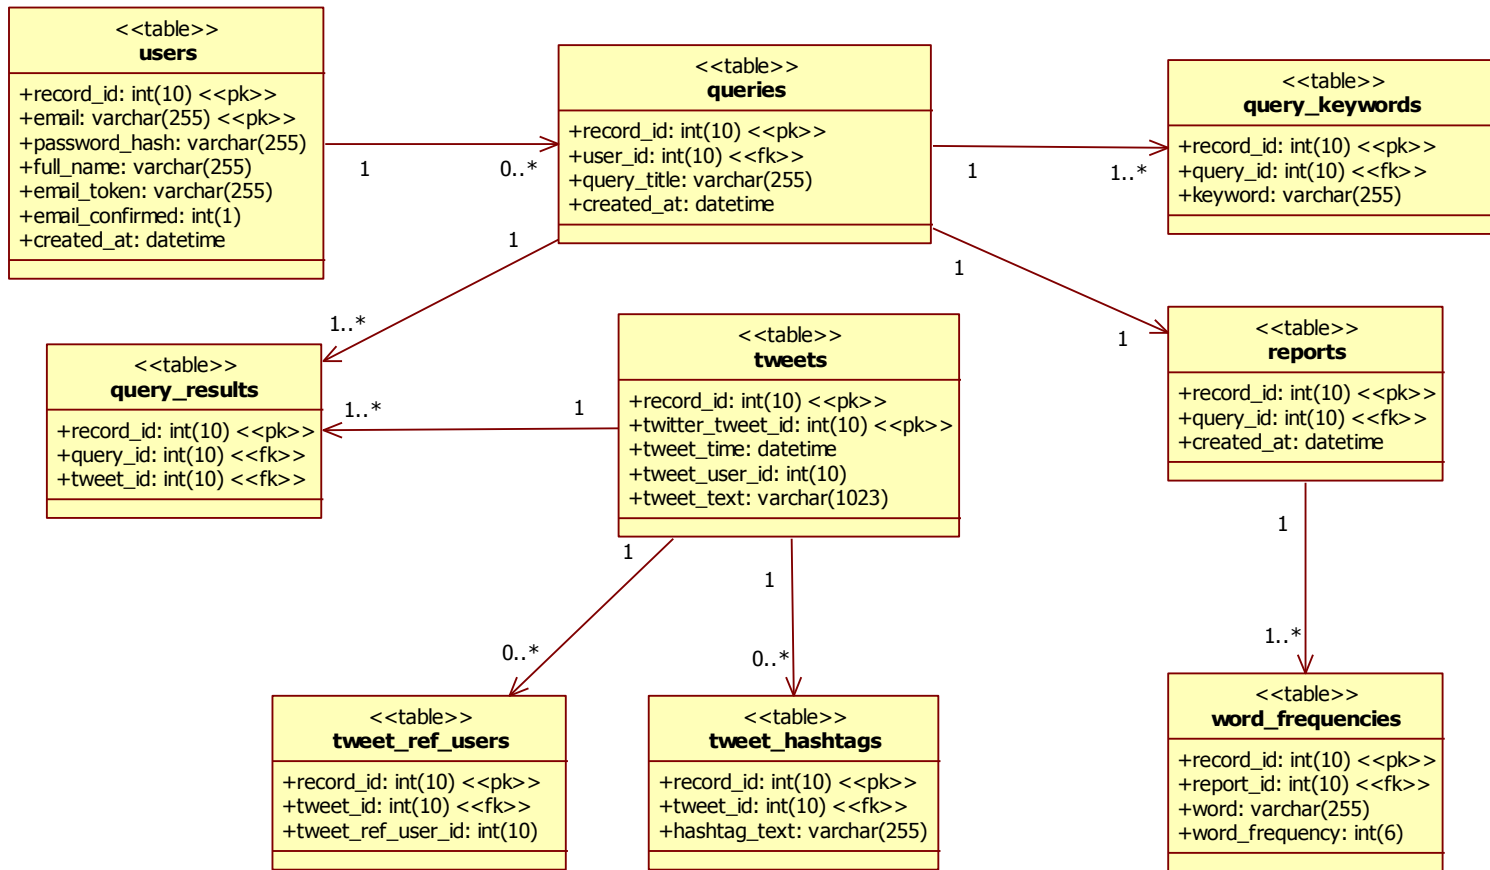 <<table>>
users
+record_id: int(10) <<pk>>
+email: varchar(255) <<pk>>
+password_hash: varchar(255)
+full_name: varchar(255)
+email_token: varchar(255)
+email_confirmed: int(1)
+created_at: datetime
1
0..*
<<table>>
queries
+record_id: int(10) <<pk>>
+user_id: int(10) <<fk>>
+query_title: varchar(255)
+created_at: datetime
1
1..*
<<table>>
query_keywords
+record_id: int(10) <<pk>>
+query_id: int(10) <<fk>>
+keyword: varchar(255)
1
1..*
1
1
<<table>>
query_results
+record_id: int(10) <<pk>>
+query_id: int(10) <<fk>>
+tweet_id: int(10) <<fk>>
1..*
1
<<table>>
tweets
+record_id: int(10) <<pk>>
+twitter_tweet_id: int(10) <<pk>>
+tweet_time: datetime
+tweet_user_id: int(10)
+tweet_text: varchar(1023)
<<table>>
reports
+record_id: int(10) <<pk>>
+query_id: int(10) <<fk>>
+created_at: datetime
1
0..*
1
0..*
1
1..*
<<table>>
tweet_ref_users
+record_id: int(10) <<pk>>
+tweet_id: int(10) <<fk>>
+tweet_ref_user_id: int(10)
<<table>>
tweet_hashtags
+record_id: int(10) <<pk>>
+tweet_id: int(10) <<fk>>
+hashtag_text: varchar(255)
<<table>>
word_frequencies
+record_id: int(10) <<pk>>
+report_id: int(10) <<fk>>
+word: varchar(255)
+word_frequency: int(6)